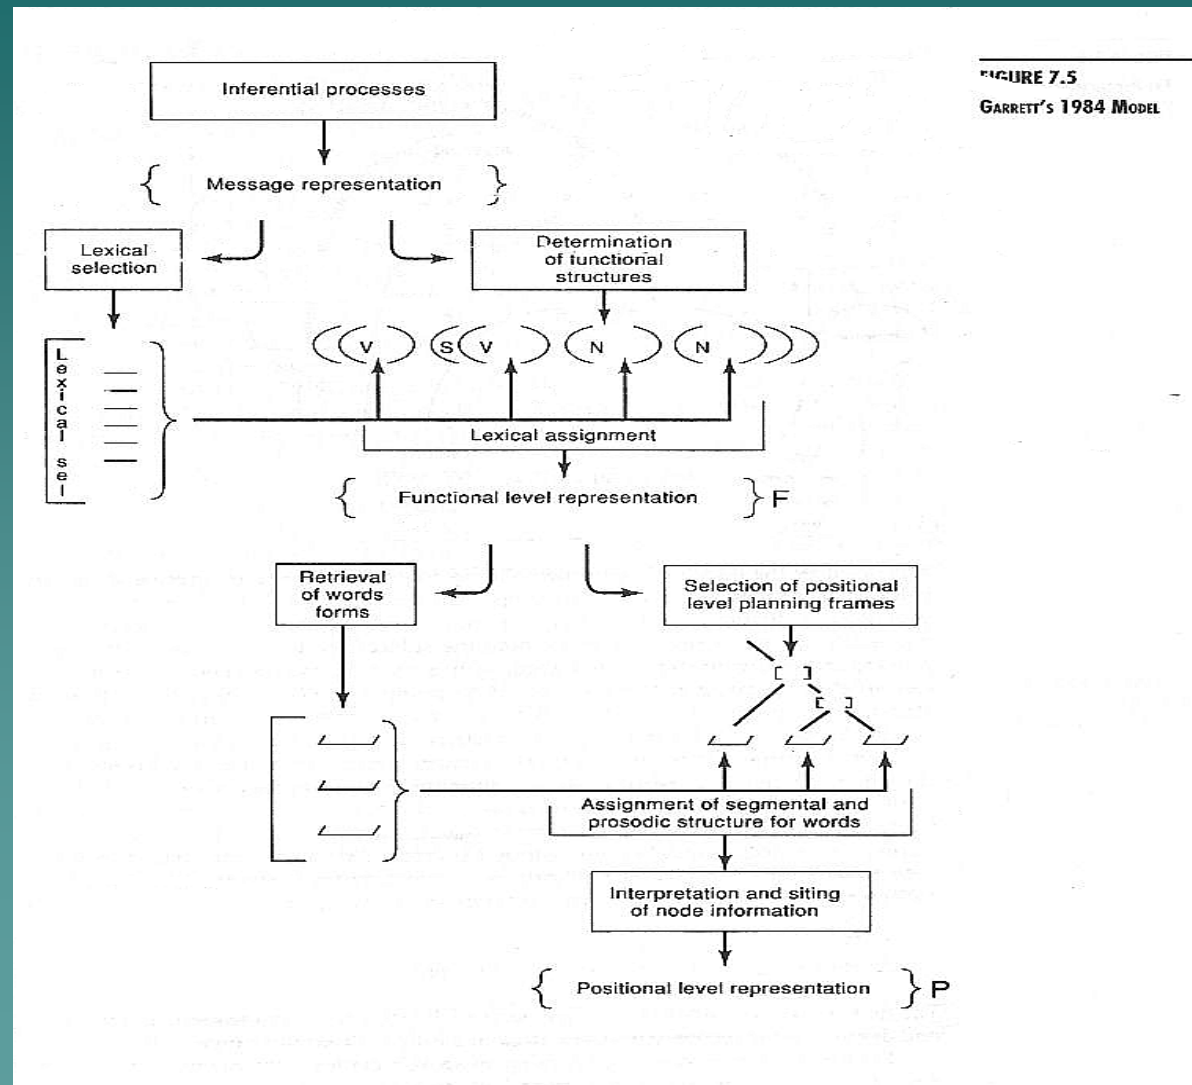 FIGURE 7.5
GARRETT'S 1984 MODEL
Inferential processes
Message representation
Lexical
selection
Determination
of functional
structures
V
S V
N
N
Lexical sel
Lexical assignment
Functional level representation
F
Retrieval
of words
forms
Selection of positional
level planning frames
Assignment of segmental and
prosodic structure for words
Interpretation and siting
of node information
Positional level representation
P